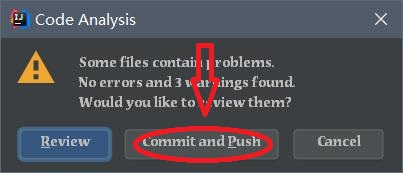 Code Analysis
Some files contain problems.
No errors and 3 warnings found.
Would you like to review them?
Review
Commit and Push
Cancel